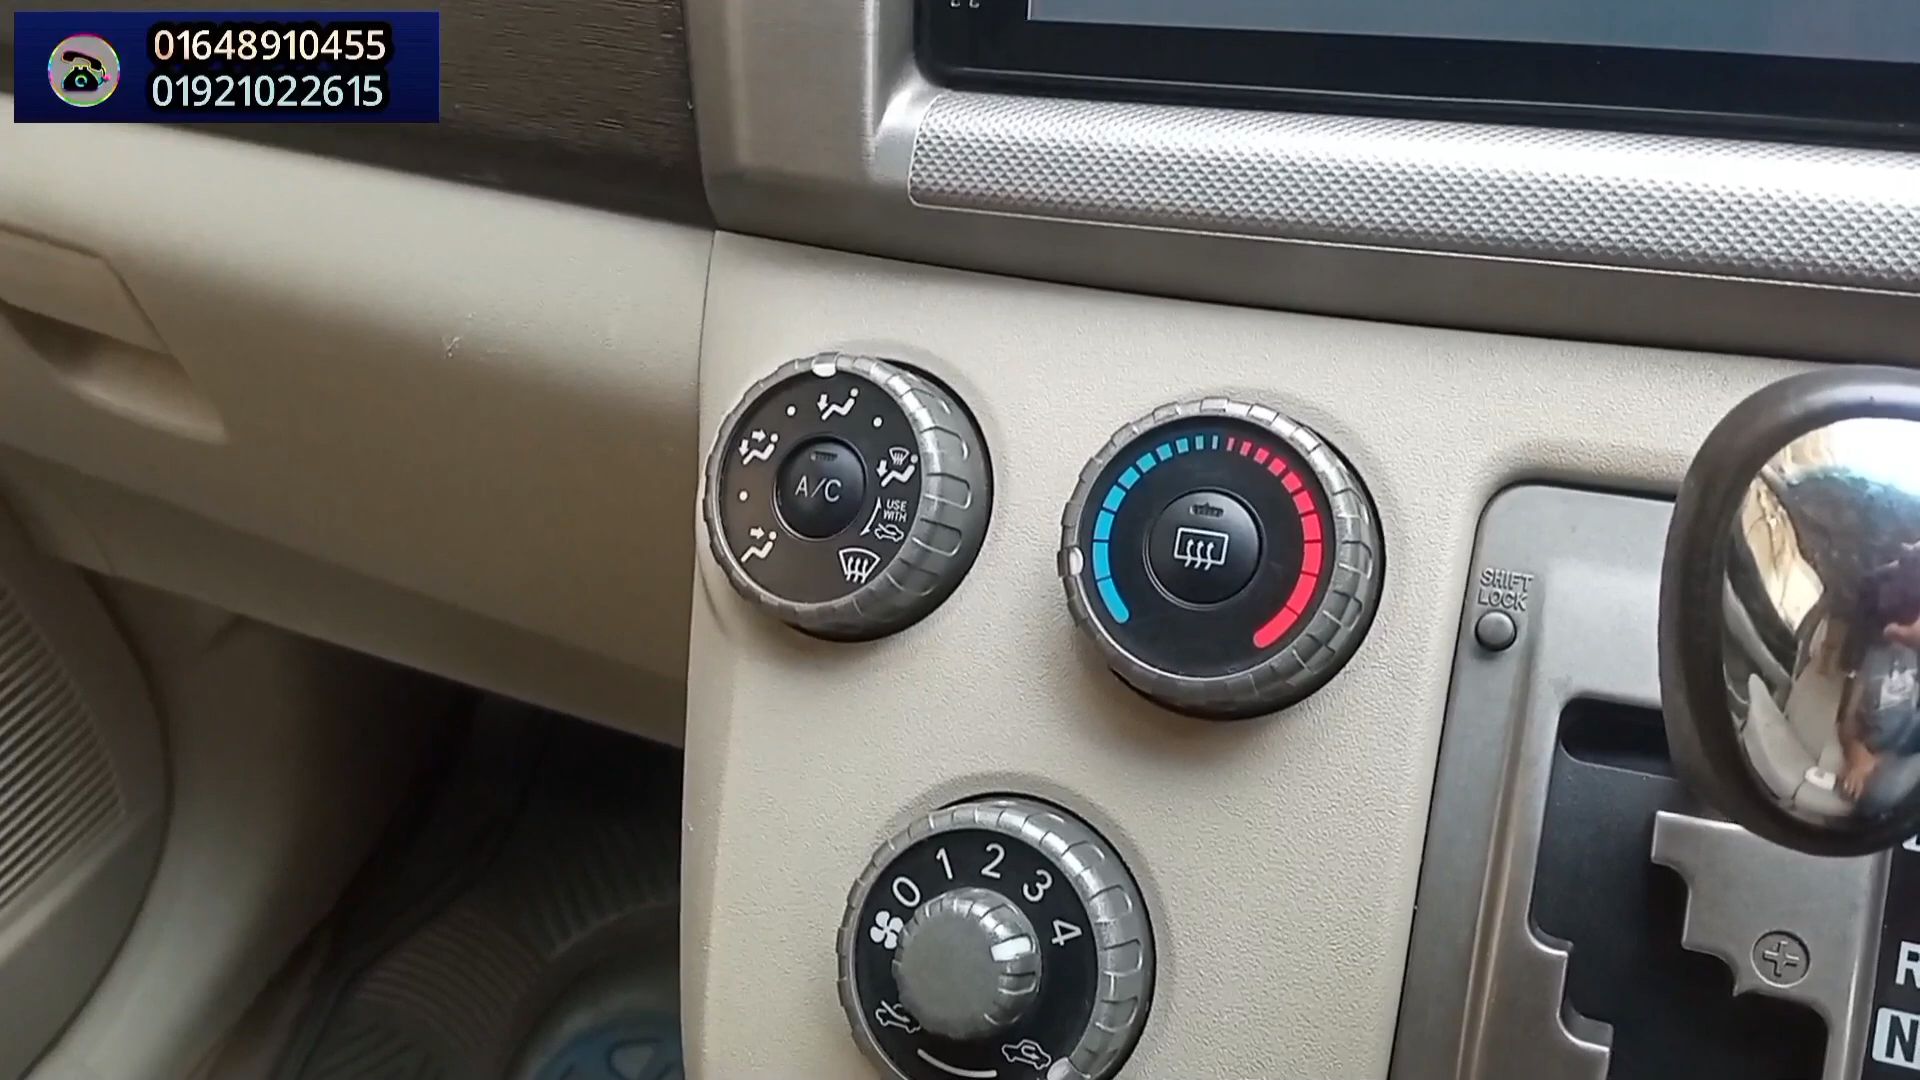 01648910455
01921022615
A/C
USE
WITH
SHIFT
LOCK
0 1 2 3 4
R
N